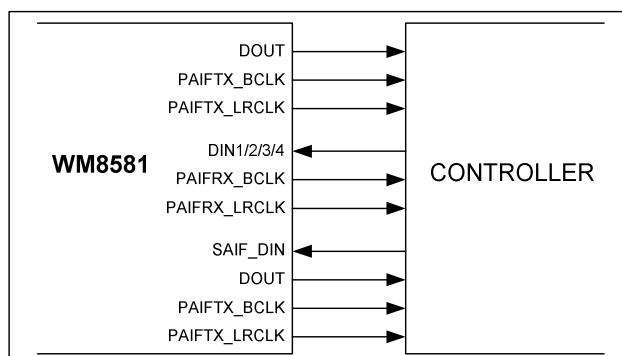 DOUT
PAIFTX_BCLK
PAIFTX_LRCLK
DIN1/2/3/4
WM8581
CONTROLLER
PAIFRX_BCLK
PAIFRX_LRCLK
SAIF_DIN
DOUT
PAIFTX_BCLK
PAIFTX_LRCLK